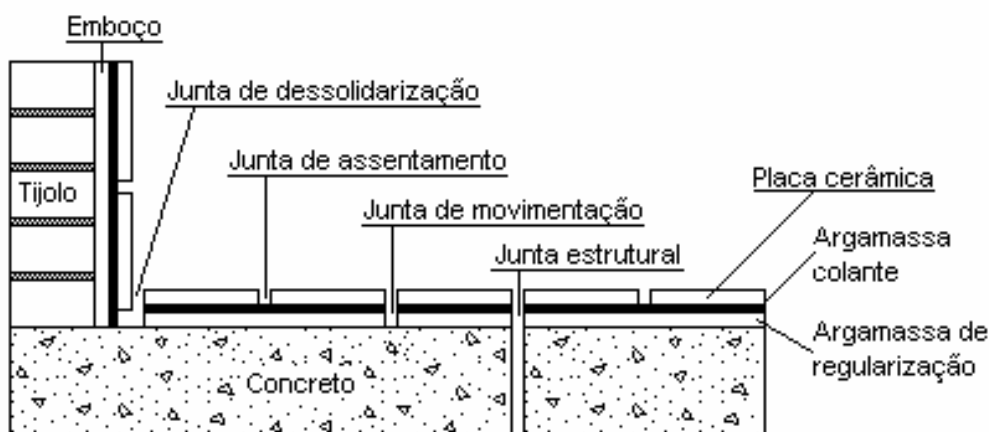 Emboço
Junta de dessolidarização
Junta de assentamento
Placa cerâmica
Tijolo
Junta de movimentação
Argamassa
colante
Junta estrutural
Argamassa de
regularização
Concreto